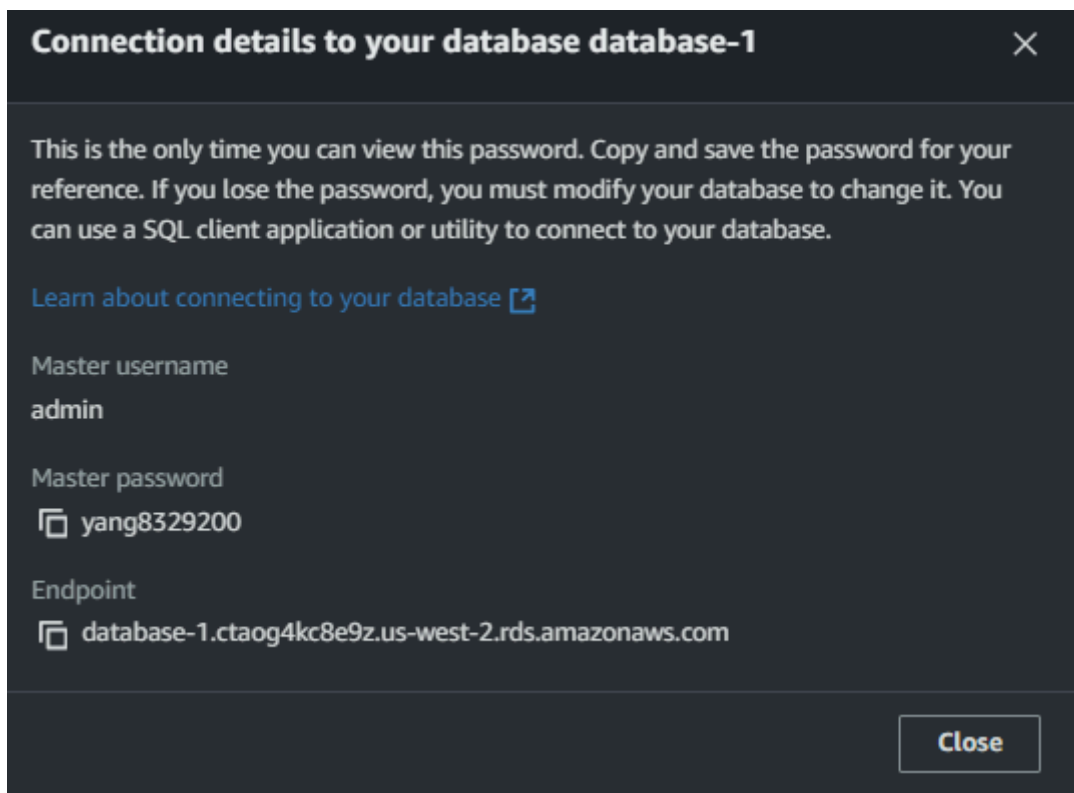 Connection details to your database database-1
This is the only time you can view this password. Copy and save the password for your
reference. If you lose the password, you must modify your database to change it. You
can use a SQL client application or utility to connect to your database.
Learn about connecting to your database
Master username
admin
Master password
yang8329200
Endpoint
database-1.ctaog4kc8e9z.us-west-2.rds.amazonaws.com
Close